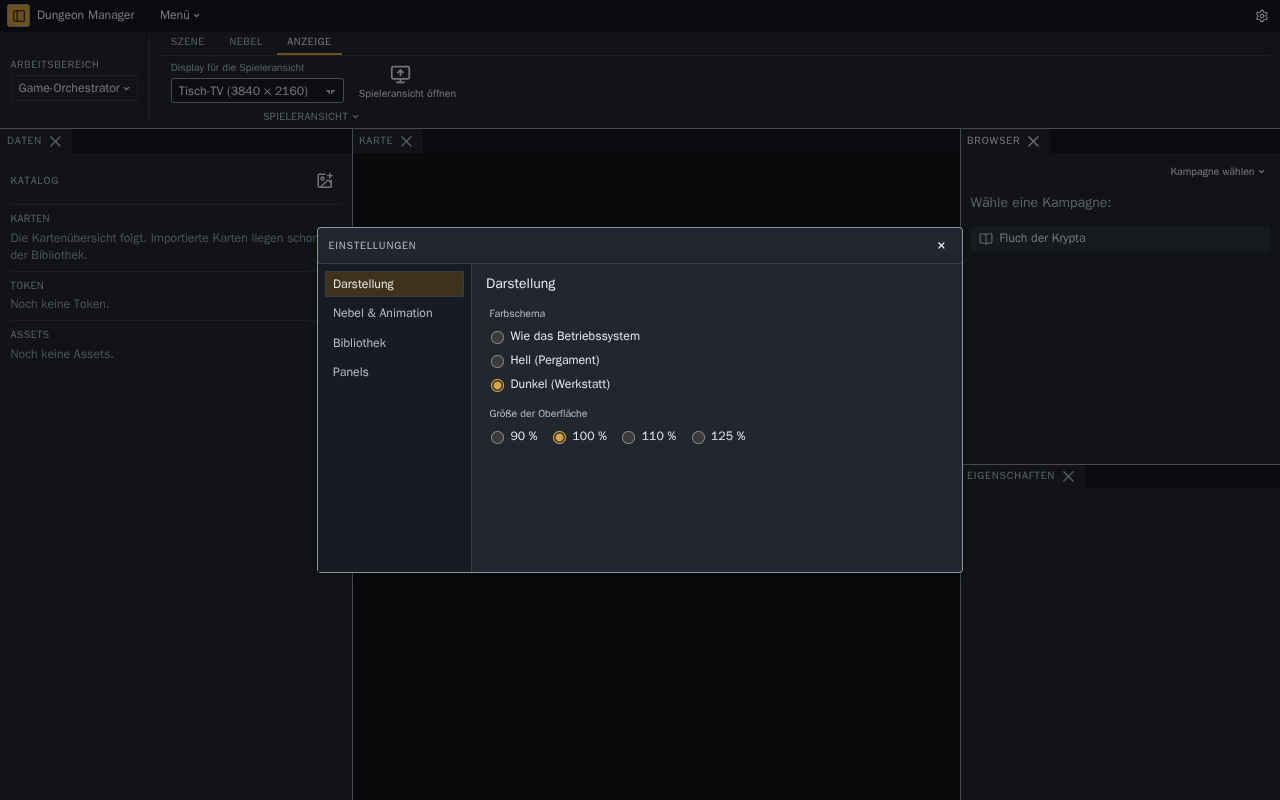 Dungeon Manager
Menü
SZENE
NEBEL
ANZEIGE
ARBEITSBEREICH
Game-Orchestrator
Display für die Spieleransicht
Tisch-TV (3840 × 2160)
Spieleransicht öffnen
SPIELERANSICHT
DATEN
KARTE
BROWSER
KATALOG
Kampagne wählen
Wähle eine Kampagne:
Fluch der Krypta
KARTEN
Die Kartenübersicht folgt. Importierte Karten liegen schon
der Bibliothek.
TOKEN
Noch keine Token.
ASSETS
Noch keine Assets.
EINSTELLUNGEN
Darstellung
Nebel & Animation
Bibliothek
Panels
Darstellung
Farbschema
Wie das Betriebssystem
Hell (Pergament)
Dunkel (Werkstatt)
Größe der Oberfläche
90 %
100 %
110 %
125 %
EIGENSCHAFTEN